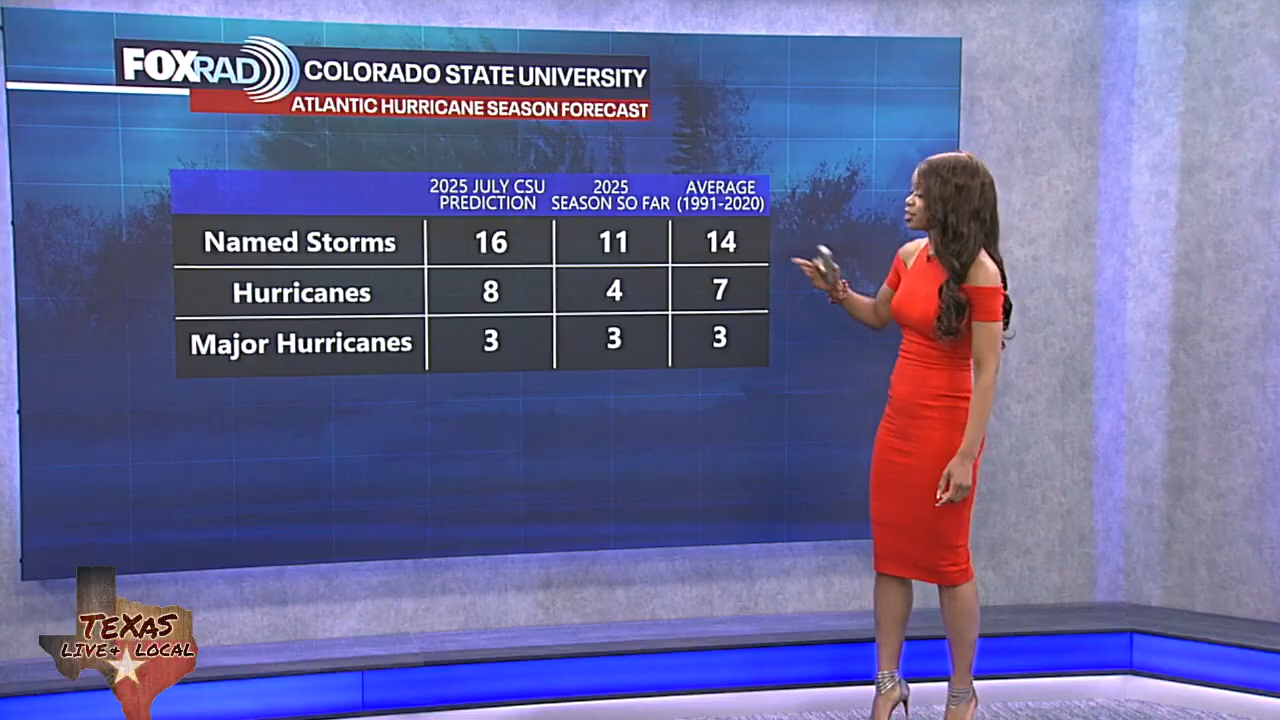 FOXRAD COLORADO STATE UNIVERSITY
ATLANTIC HURRICANE SEASON FORECAST
2025 JULY CSU PREDICTION 2025 SEASON SO FAR AVERAGE (1991-2020)
Named Storms 16 11 14
Hurricanes 8 4 7
Major Hurricanes 3 3 3
TEXAS
LIVE+ LOCAL